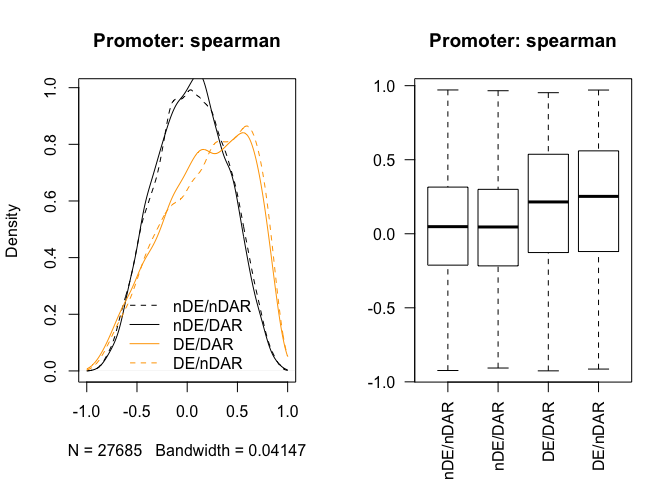 Promoter: spearman
Density
1.0
0.8
0.6
0.4
0.2
0.0
nDE/nDAR
nDE/DAR
DE/DAR
DE/nDAR
-1.0 -0.5 0.0 0.5 1.0
N = 27685 Bandwidth = 0.04147
Promoter: spearman
1.0
0.5
0.0
-0.5
-1.0
nDE/nDAR
nDE/DAR
DE/DAR
DE/nDAR